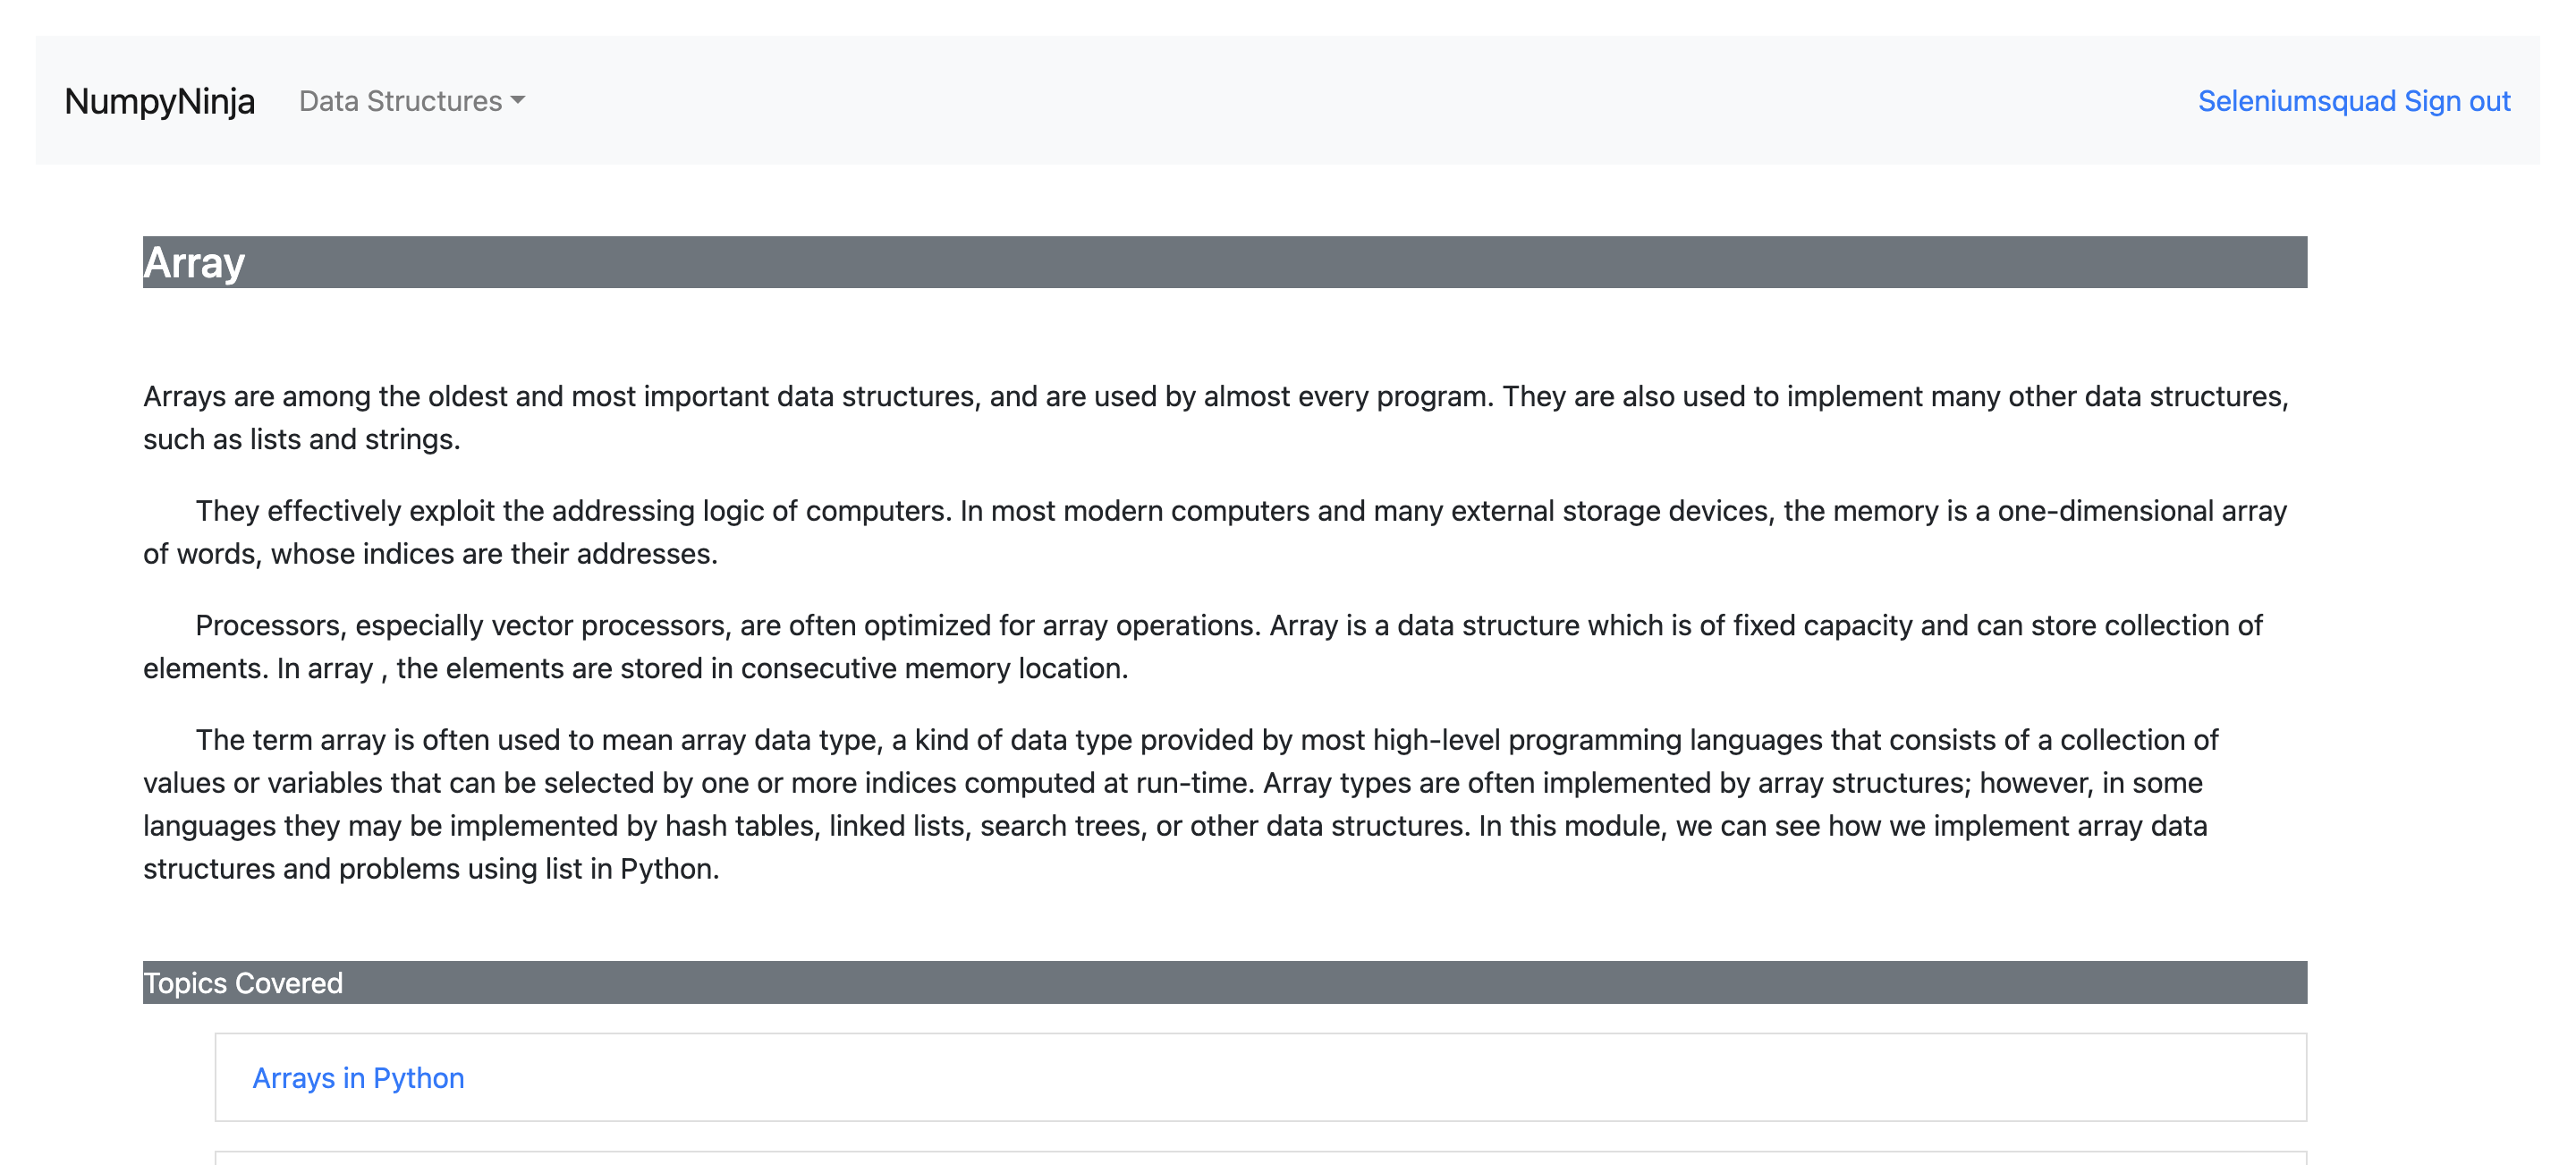 NumpyNinja Data Structures Seleniumsquad Sign out
Array
Arrays are among the oldest and most important data structures, and are used by almost every program. They are also used to implement many other data structures,
such as lists and strings.
They effectively exploit the addressing logic of computers. In most modern computers and many external storage devices, the memory is a one-dimensional array
of words, whose indices are their addresses.
Processors, especially vector processors, are often optimized for array operations. Array is a data structure which is of fixed capacity and can store collection of
elements. In array , the elements are stored in consecutive memory location.
The term array is often used to mean array data type, a kind of data type provided by most high-level programming languages that consists of a collection of
values or variables that can be selected by one or more indices computed at run-time. Array types are often implemented by array structures; however, in some
languages they may be implemented by hash tables, linked lists, search trees, or other data structures. In this module, we can see how we implement array data
structures and problems using list in Python.
Topics Covered
Arrays in Python